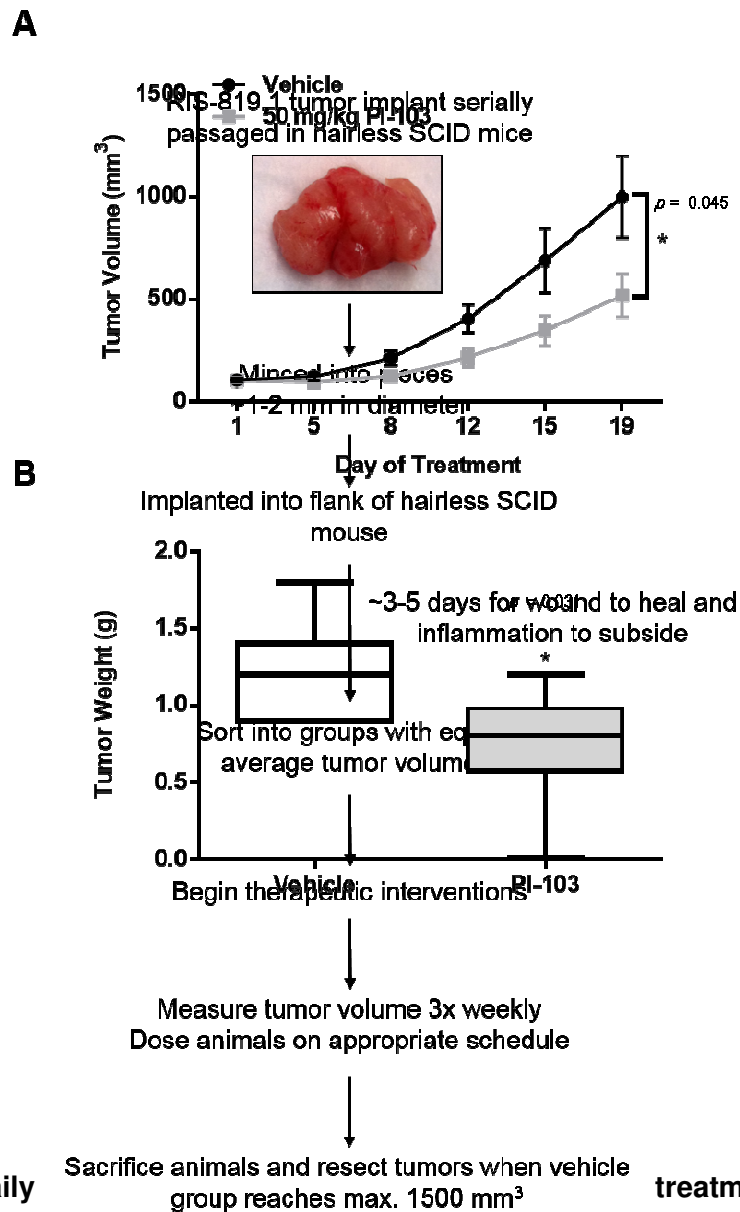 A
1500
Vehicle
RIS-819.1 tumor implant serially
50 mg/kg PI-103
passaged in hairless SCID mice
Tumor Volume (mm3)
1000
p = 0.045
*
500
Minced into pieces
~1-2 mm in diameter
0
1 5 8 12 15 19
Day of Treatment
B
Implanted into flank of hairless SCID
mouse
2.0
~3-5 days for wound to heal and
inflammation to subside
*
1.5
Tumor Weight (g)
1.0
Sort into groups with
average tumor volume
0.5
0.0
Vehicle
PI-103
Begin therapeutic interventions
Measure tumor volume 3x weekly
Dose animals on appropriate schedule
Sacrifice animals and resect tumors when vehicle
group reaches max. 1500 mm3